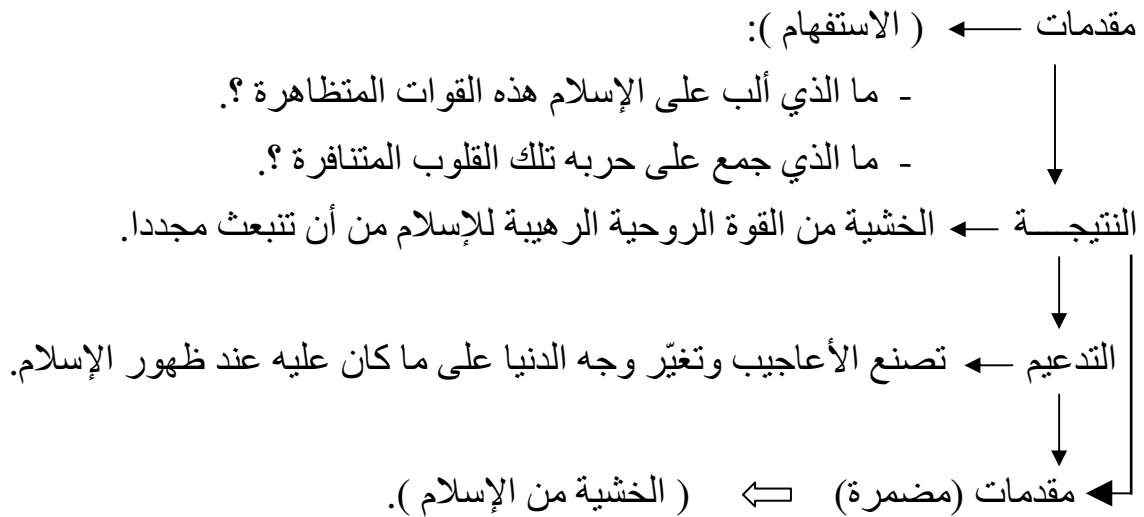 مقدمات ← ( الاستفهام ):
- ما الذي ألب على الإسلام هذه القوات المتظاهرة ؟.
- ما الذي جمع على حربه تلك القلوب المتنافرة ؟.
النتيجـــة ← الخشية من القوة الروحية الرهيبة للإسلام من أن تنبعث مجددا.
التدعيم ← تصنع الأعاجيب وتغيّر وجه الدنيا على ما كان عليه عند ظهور الإسلام.
مقدمات (مضمرة) ⇦ ( الخشية من الإسلام ).